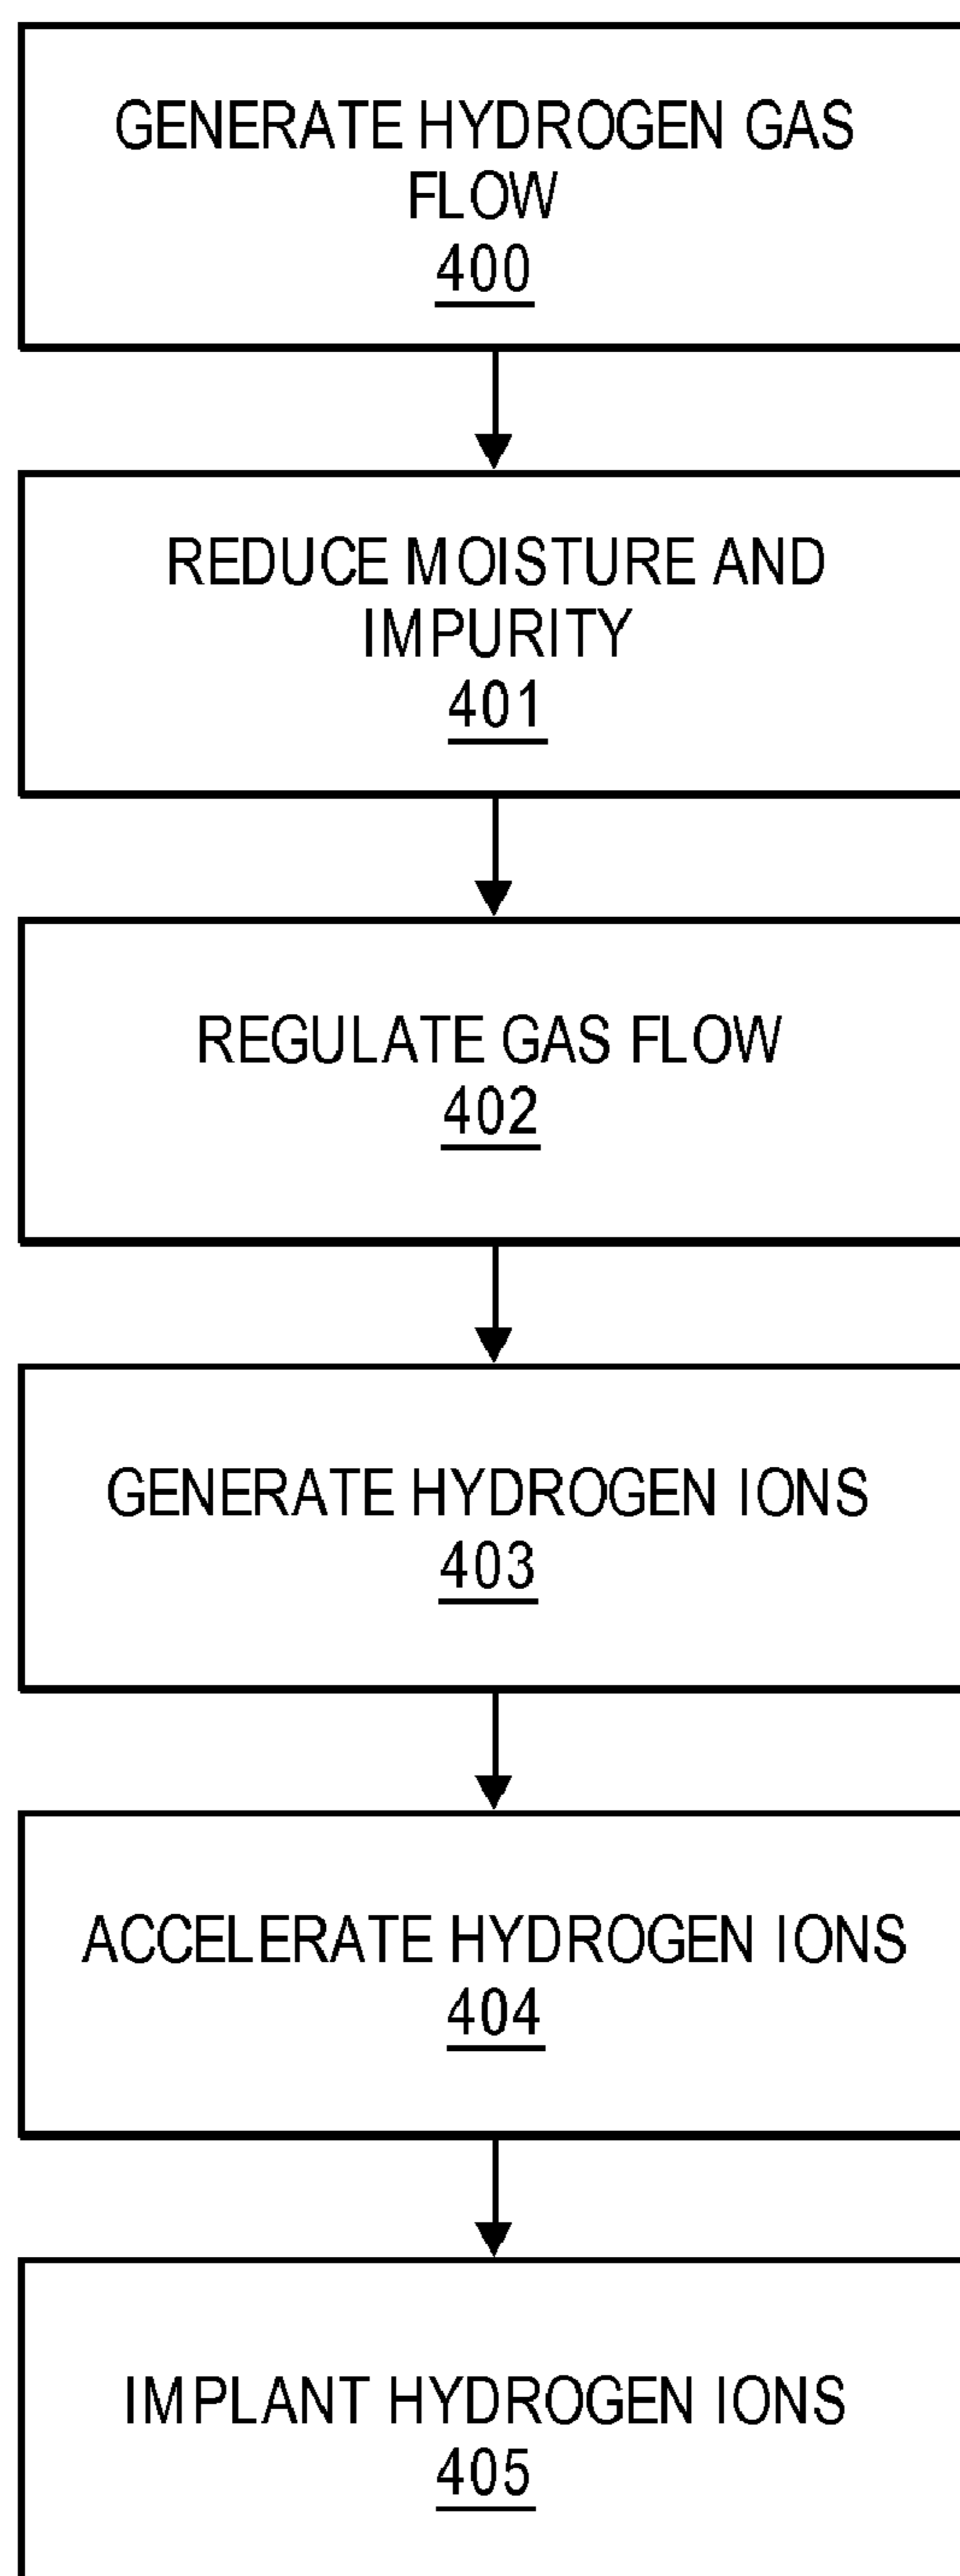 GENERATE HYDROGEN GAS
FLOW
400
REDUCE MOISTURE AND
IMPURITY
401
REGULATE GAS FLOW
402
GENERATE HYDROGEN IONS
403
ACCELERATE HYDROGEN IONS
404
IMPLANT HYDROGEN IONS
405